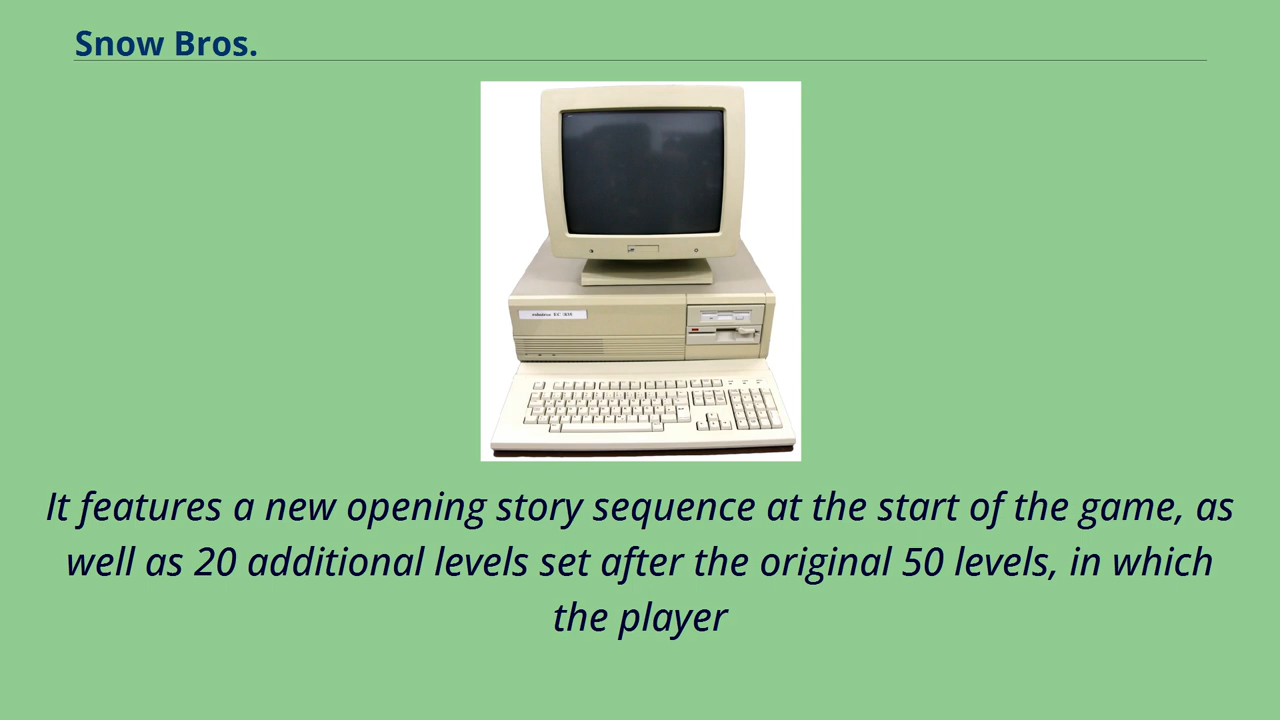 Snow Bros.
It features a new opening story sequence at the start of the game, as
well as 20 additional levels set after the original 50 levels, in which
the player